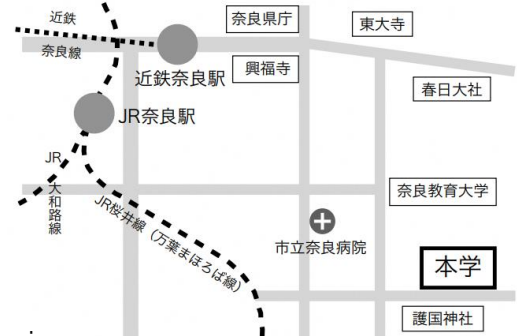 近鉄
奈良線
奈良県庁
東大寺
近鉄奈良駅
興福寺
春日大社
JR奈良駅
JR
大和路線
JR桜井線（万葉まほろば線）
奈良教育大学
市立奈良病院
本学
護国神社